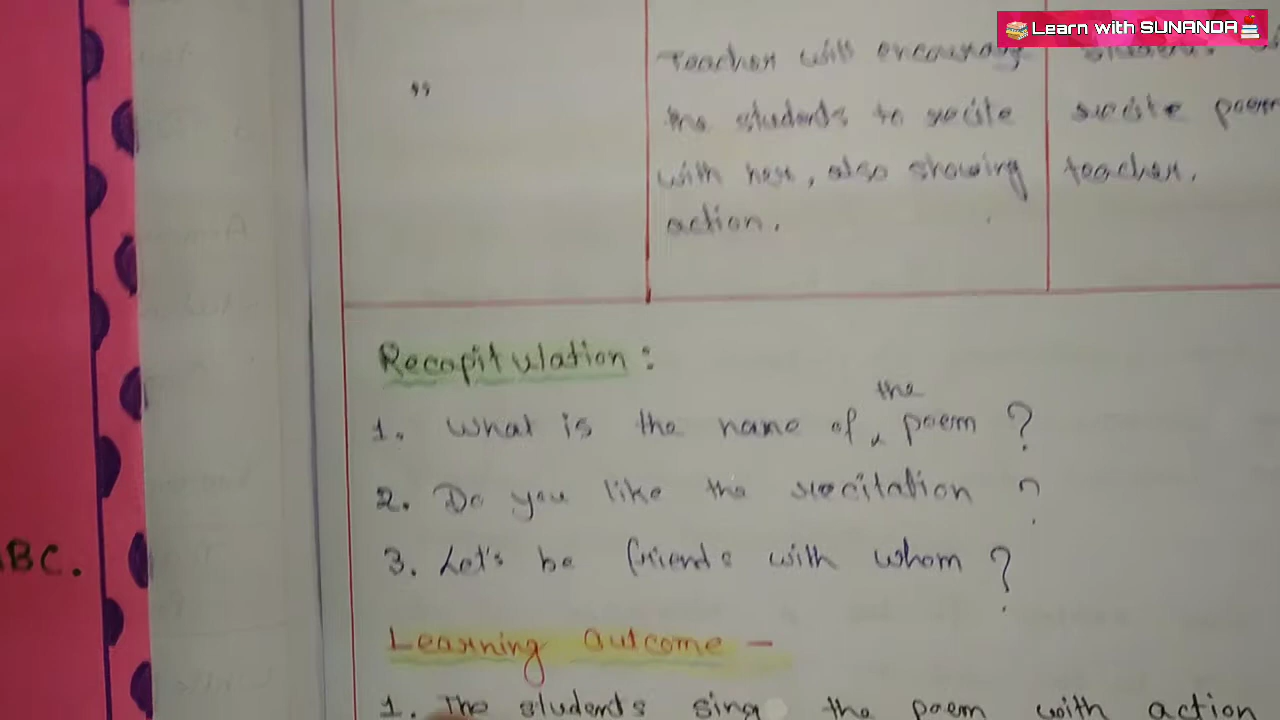 Learn with SUNANDA
Teacher will encourage
the students to recite
with her, also showing
action.
"
recite poem
teacher.
Recapitulation :
1. What is the name of the poem ?
2. Do you like the recitation ?
3. Let's be friends with whom ?
BC.
Learning outcome -
1. The students sing the poem with action